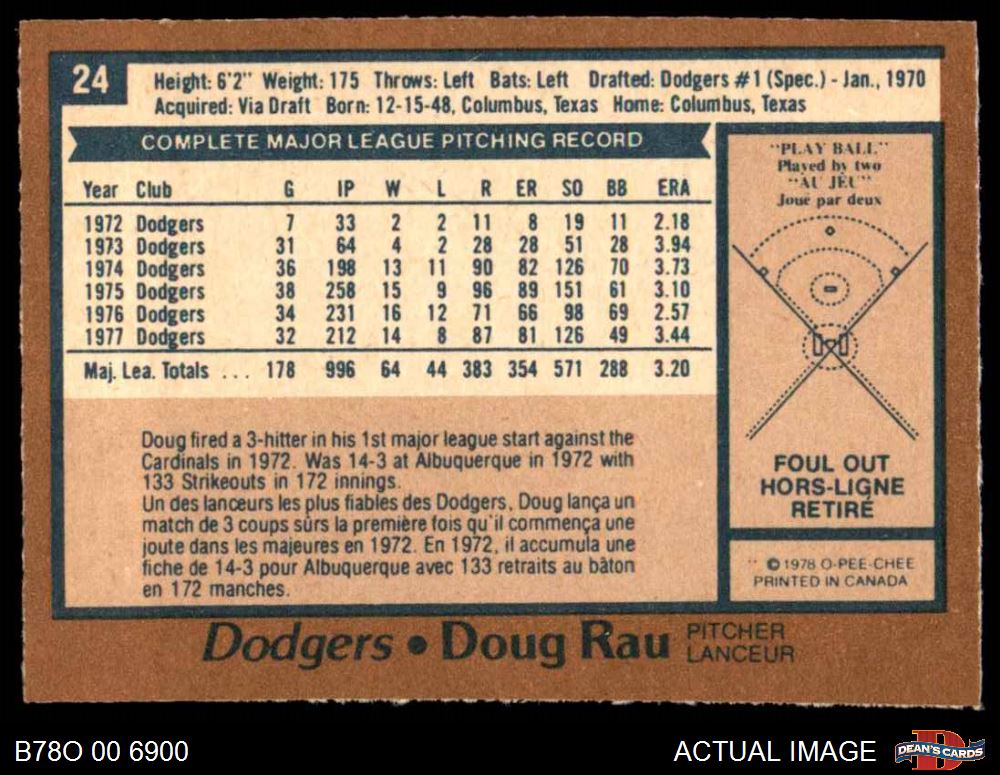 24
Height: 6'2" Weight: 175 Throws: Left Bats: Left Drafted: Dodgers #1 (Spec.) - Jan., 1970
Acquired: Via Draft Born: 12-15-48, Columbus, Texas Home: Columbus, Texas
COMPLETE MAJOR LEAGUE PITCHING RECORD
Year Club G IP W L R ER SO BB ERA
1972 Dodgers 7 33 2 2 11 8 19 11 2.18
1973 Dodgers 31 64 4 2 28 28 51 28 3.94
1974 Dodgers 36 198 13 11 90 82 126 70 3.73
1975 Dodgers 38 258 15 9 96 89 151 61 3.10
1976 Dodgers 34 231 16 12 71 66 98 69 2.57
1977 Dodgers 32 212 14 8 87 81 126 49 3.44
Maj. Lea. Totals ... 178 996 64 44 383 354 571 288 3.20
Doug fired a 3-hitter in his 1st major league start against the
Cardinals in 1972. Was 14-3 at Albuquerque in 1972 with
133 Strikeouts in 172 innings.
Un des lanceurs les plus fiables des Dodgers, Doug lança un
match de 3 coups sûrs la première fois qu'il commença une
joute dans les majeures en 1972. En 1972, il accumula une
fiche de 14-3 pour Albuquerque avec 133 retraits au bâton
en 172 manches.
"PLAY BALL"
Played by two
"AU JEU"
Joué par deux
FOUL OUT
HORS-LIGNE
RETIRÉ
© 1978 O-PEE-CHEE
PRINTED IN CANADA
Dodgers • Doug Rau PITCHER
LANCEUR
B78O 00 6900
ACTUAL IMAGE
DEAN'S CARDS